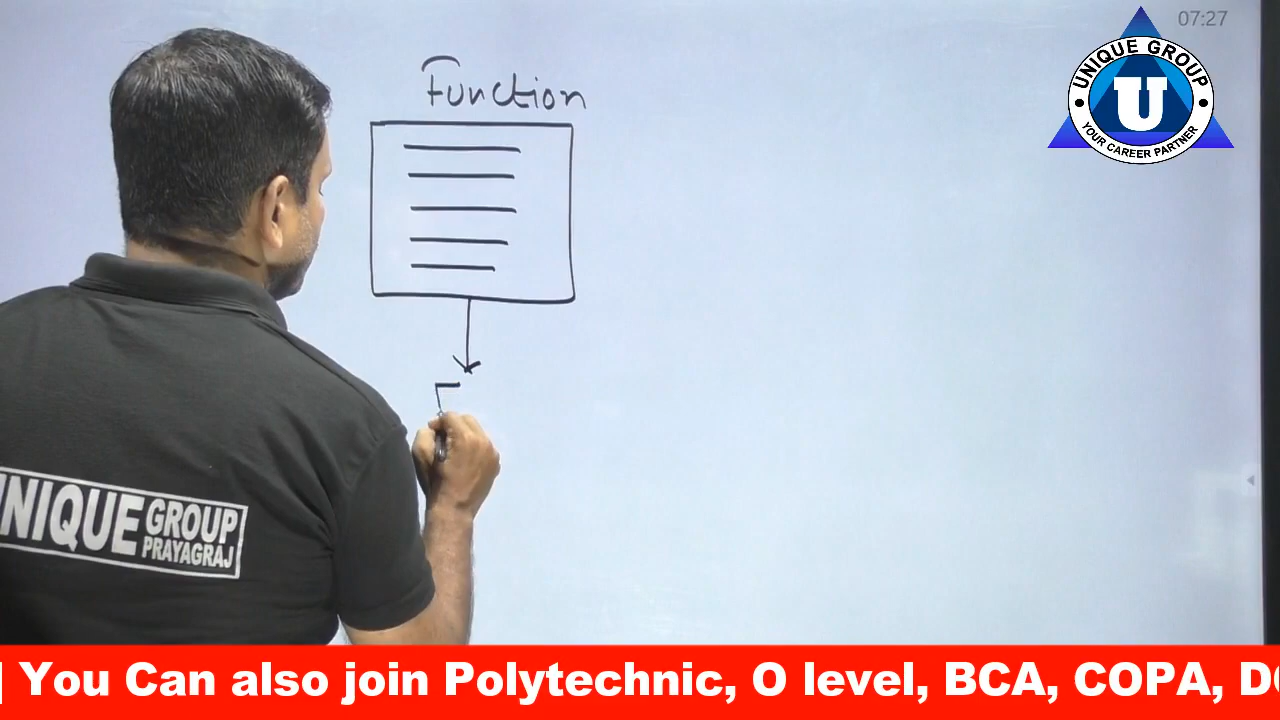 07:27
UNIQUE GROUP
U
YOUR CAREER PARTNER
Function
UNIQUE GROUP
PRAYAGRAJ
You Can also join Polytechnic, O level, BCA, COPA,